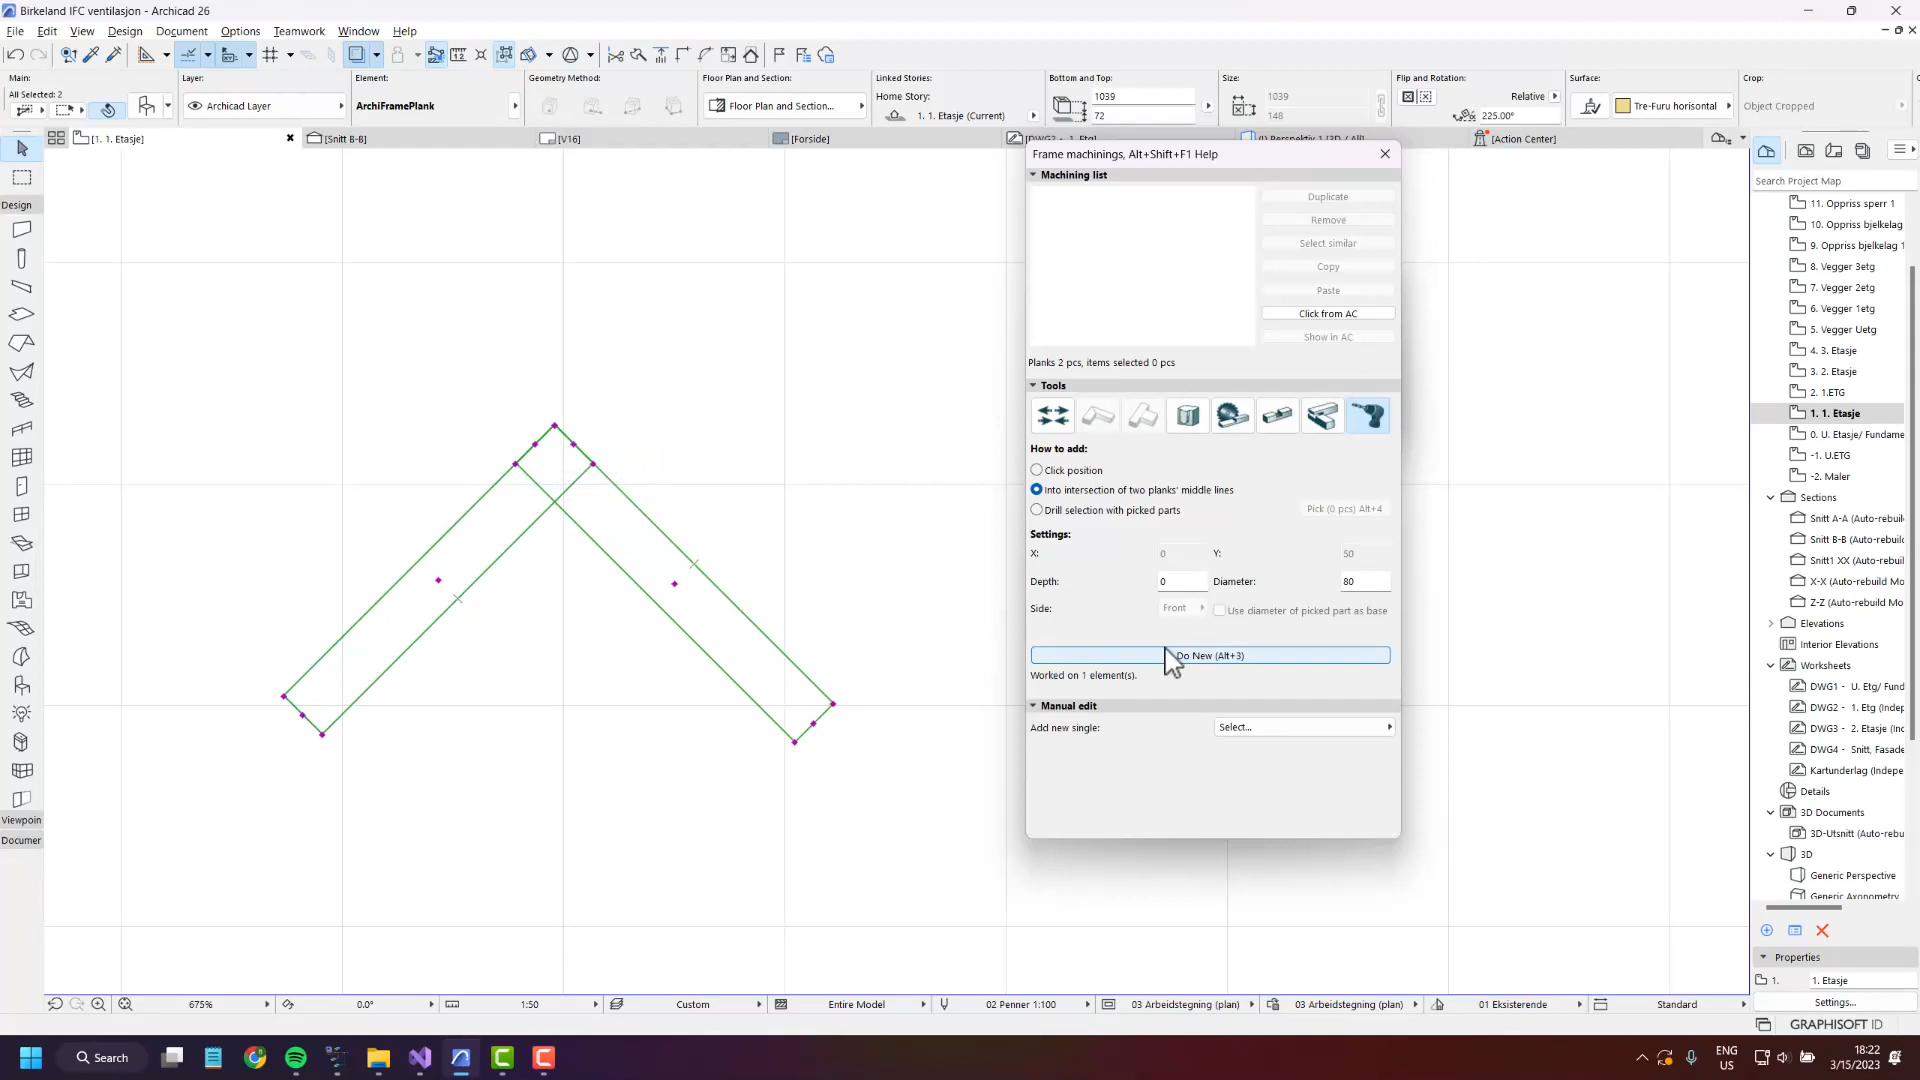 Birkeland IFC ventilasjon - Archicad 26
File Edit View Design Document Options Teamwork Window Help
Main:
All Selected: 2
Layer:
Archicad Layer
Element:
ArchiFramePlank
Geometry Method:
Floor Plan and Section:
Floor Plan and Section...
Linked Stories:
Home Story:
1. 1. Etasje (Current)
Bottom and Top:
1039
72
Size:
1039
148
Flip and Rotation:
Relative
225.00°
Surface:
Tre-Furu horisontal
Crop:
Object Cropped
[1. 1. Etasje]
[Snitt B-B]
[V16]
[Forside]
[Action Center]
Design
Viewpoin
Documer
Frame machinings, Alt+Shift+F1 Help
Machining list
Duplicate
Remove
Select similar
Copy
Paste
Click from AC
Show in AC
Planks 2 pcs, items selected 0 pcs
Tools
How to add:
Click position
Into intersection of two planks' middle lines
Drill selection with picked parts
Pick (0 pcs) Alt+4
Settings:
X: 0 Y: 50
Depth: 0 Diameter: 80
Side: Front Use diameter of picked part as base
Do New (Alt+3)
Worked on 1 element(s).
Manual edit
Add new single: Select...
Search Project Map
11. Oppriss sperr 1
10. Oppriss bjelkelag
9. Oppriss bjelkelag 1
8. Vegger 3etg
7. Vegger 2etg
6. Vegger 1etg
5. Vegger Uetg
4. 3. Etasje
3. 2. Etasje
2. 1.ETG
1. 1. Etasje
0. U. Etasje/ Fundame
-1. U.ETG
-2. Maler
Sections
Snitt A-A (Auto-rebuil
Snitt B-B (Auto-rebuil
Snitt1 XX (Auto-rebuil
X-X (Auto-rebuild Mo
Z-Z (Auto-rebuild Mo
Elevations
Interior Elevations
Worksheets
DWG1 - U. Etg/ Fund
DWG2 - 1. Etg (Indep
DWG3 - 2. Etasje (Ind
DWG4 - Snitt, Fasade
Kartunderlag (Indepe
Details
3D Documents
3D-Utsnitt (Auto-rebu
3D
Generic Perspective
Generic Axonometry
Properties
1. 1. Etasje
Settings...
675%
0.0°
1:50
Custom
Entire Model
02 Penner 1:100
03 Arbeidstegning (plan)
03 Arbeidstegning (plan)
01 Eksisterende
Standard
GRAPHISOFT ID
Search
ENG
US
18:22
3/15/2023